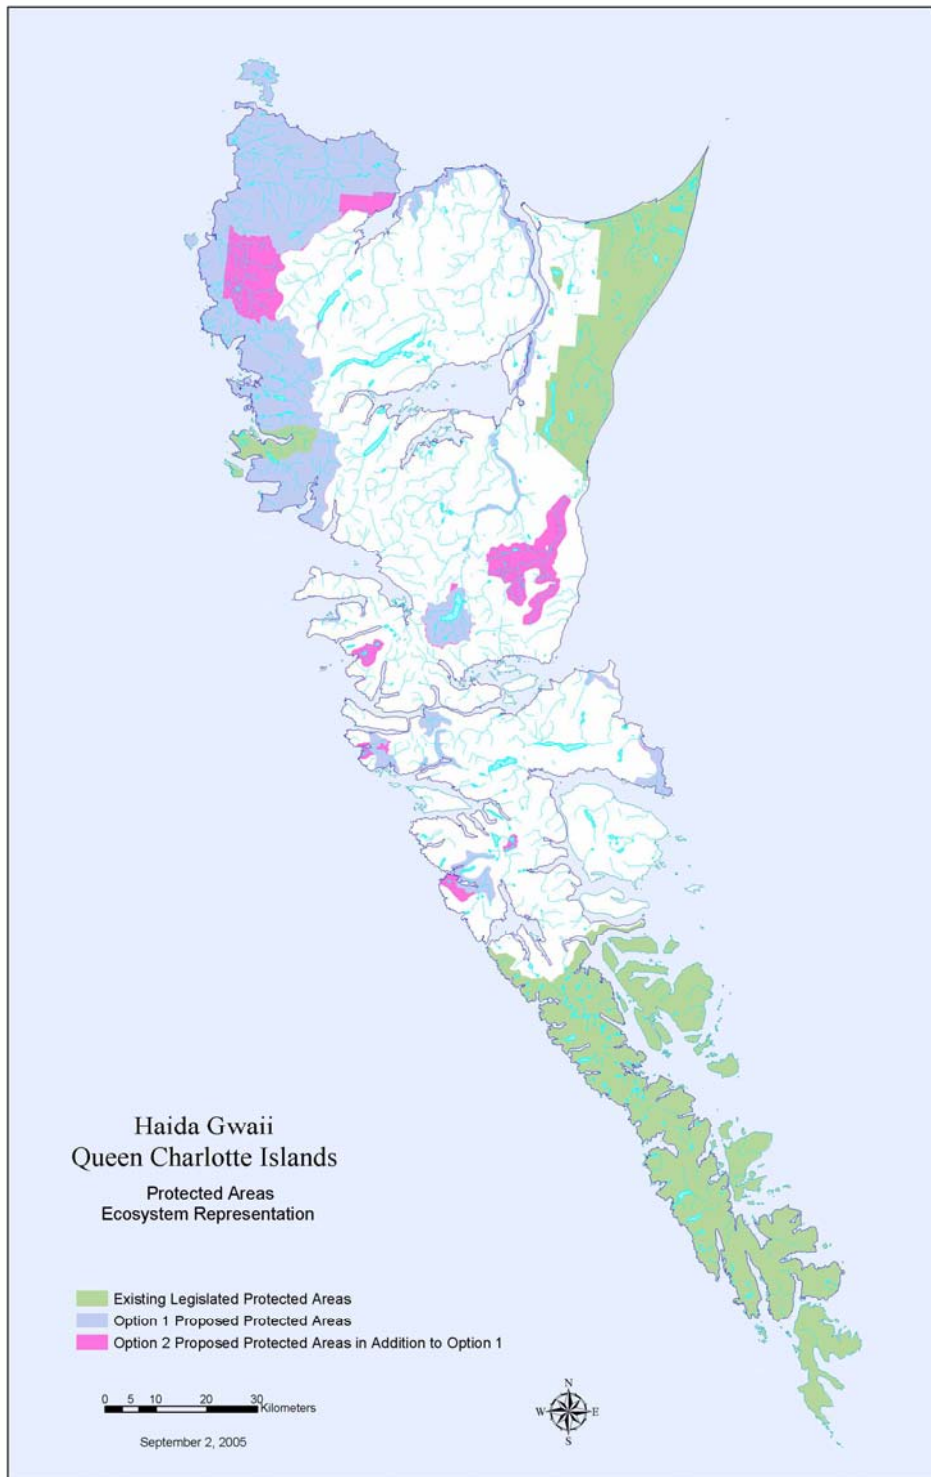 Haida Gwaii
Queen Charlotte Islands
Protected Areas
Ecosystem Representation
Existing Legislated Protected Areas
Option 1 Proposed Protected Areas
Option 2 Proposed Protected Areas in Addition to Option 1
0 5 10 20 30
Kilometers
September 2, 2005
N
W E
S